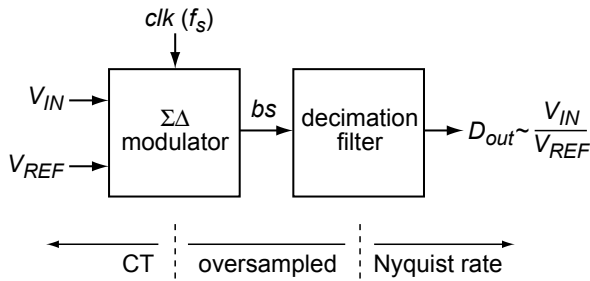 clk (fs)
VIN
VREF
ΣΔ
modulator
bs
decimation
filter
Dout~ VIN
VREF
CT
oversampled
Nyquist rate